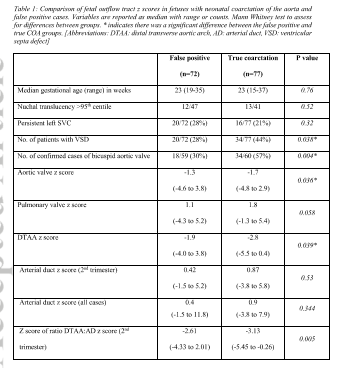 Table 1: Comparison of fetal outflow tract z scores in fetuses with neonatal coarctation of the aorta and
false positive cases. Variables are reported as median with range or counts. Mann Whitney test to assess
for differences between groups. * indicates there was a significant difference between the false positive and
true COA groups. [Abbreviations: DTAA: distal transverse aortic arch, AD: arterial duct, VSD: ventricular
septa defect]
False positive True coarctation P value
(n=72) (n=77)
Median gestational age (range) in weeks 23 (19-35) 23 (15-37) 0.76
Nuchal translucency >95th centile 12/47 13/41 0.52
Persistent left SVC 20/72 (28%) 16/77 (21%) 0.32
No. of patients with VSD 20/72 (28%) 34/77 (44%) 0.038*
No. of confirmed cases of bicuspid aortic valve 18/59 (30%) 34/60 (57%) 0.004*
Aortic valve z score -1.3 -1.7 0.036*
(-4.6 to 3.8) (-4.8 to 2.9)
Pulmonary valve z score 1.1 1.8 0.058
(-4.3 to 5.2) (-1.3 to 5.4)
DTAA z score -1.9 -2.8 0.039*
(-4.0 to 3.8) (-5.5 to 0.4)
Arterial duct z score (2nd trimester) 0.42 0.87 0.53
(-1.5 to 5.2) (-3.8 to 5.8)
Arterial duct z score (all cases) 0.4 0.9 0.344
(-1.5 to 11.8) (-3.8 to 7.9)
Z score of ratio DTAA:AD z score (2nd -2.61 -3.13 0.005
trimester) (-4.33 to 2.01) (-5.45 to -0.26)